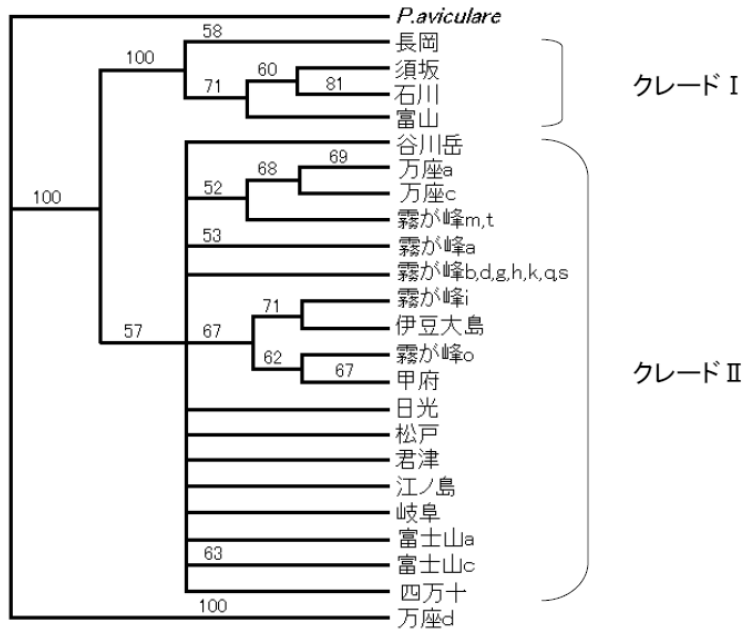 P.aviculare
58
長岡
100
60
須坂
71
81
石川
富山
クレード Ⅰ
谷川岳
69
万座a
68
52
万座c
霧が峰m,t
100
53
霧が峰a
霧が峰b,d,g,h,k,q,s
71
霧が峰i
57
67
伊豆大島
霧が峰o
62
67
甲府
クレード Ⅱ
日光
松戸
君津
江ノ島
岐阜
富士山a
63
富士山c
四万十
100
万座d